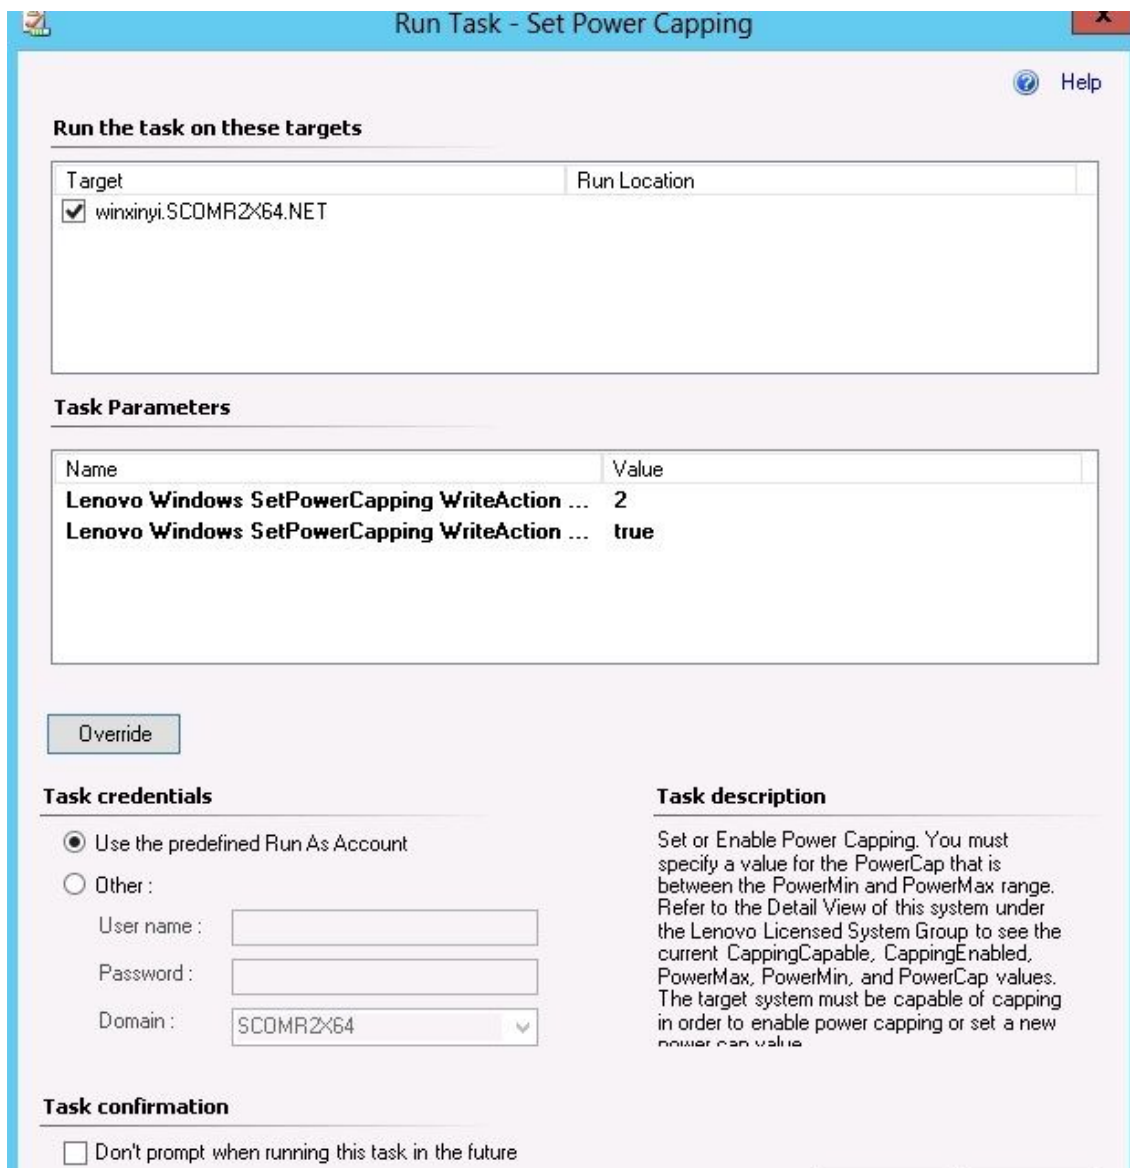 Run Task - Set Power Capping
x
Help
Run the task on these targets
Target Run Location
winxinyi.SCOMR2X64.NET
Task Parameters
Name Value
Lenovo Windows SetPowerCapping WriteAction ... 2
Lenovo Windows SetPowerCapping WriteAction ... true
Override
Task credentials
Use the predefined Run As Account
Other :
User name :
Password :
Domain : SCOMR2X64
Task description
Set or Enable Power Capping. You must
specify a value for the PowerCap that is
between the PowerMin and PowerMax range.
Refer to the Detail View of this system under
the Lenovo Licensed System Group to see the
current CappingCapable, CappingEnabled,
PowerMax, PowerMin, and PowerCap values.
The target system must be capable of capping
in order to enable power capping or set a new
power cap value
Task confirmation
Don't prompt when running this task in the future